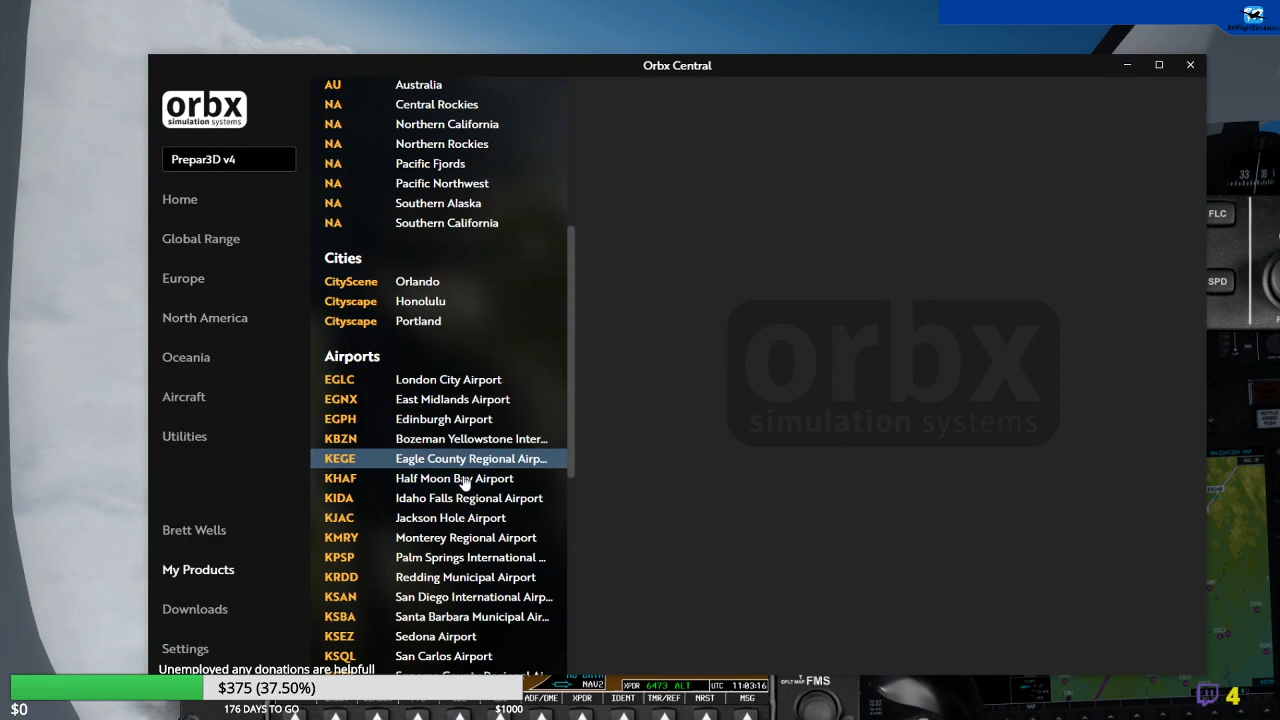 Orbx Central
orbx
simulation systems
Prepar3D v4
Home
Global Range
Europe
North America
Oceania
Aircraft
Utilities
Brett Wells
My Products
Downloads
Settings
AU Australia
NA Central Rockies
NA Northern California
NA Northern Rockies
NA Pacific Fjords
NA Pacific Northwest
NA Southern Alaska
NA Southern California
Cities
CityScene Orlando
Cityscape Honolulu
Cityscape Portland
Airports
EGLC London City Airport
EGNX East Midlands Airport
EGPH Edinburgh Airport
KBZN Bozeman Yellowstone Inter...
KEGE Eagle County Regional Airp...
KHAF Half Moon Bay Airport
KIDA Idaho Falls Regional Airport
KJAC Jackson Hole Airport
KMRY Monterey Regional Airport
KPSP Palm Springs International ...
KRDD Redding Municipal Airport
KSAN San Diego International Airp...
KSBA Santa Barbara Municipal Air...
KSEZ Sedona Airport
KSQL San Carlos Airport
orbx
simulation systems
33 30
FLC
SPD
Unemployed any donations are helpfull
$375 (37.50%)
$0 176 DAYS TO GO $1000
NAV2
XPDR 6473 ALT UTC 11:03:16
ADF/DME XPDR IDENT TMR/REF NRST MSG
DFLT MAP FMS
4